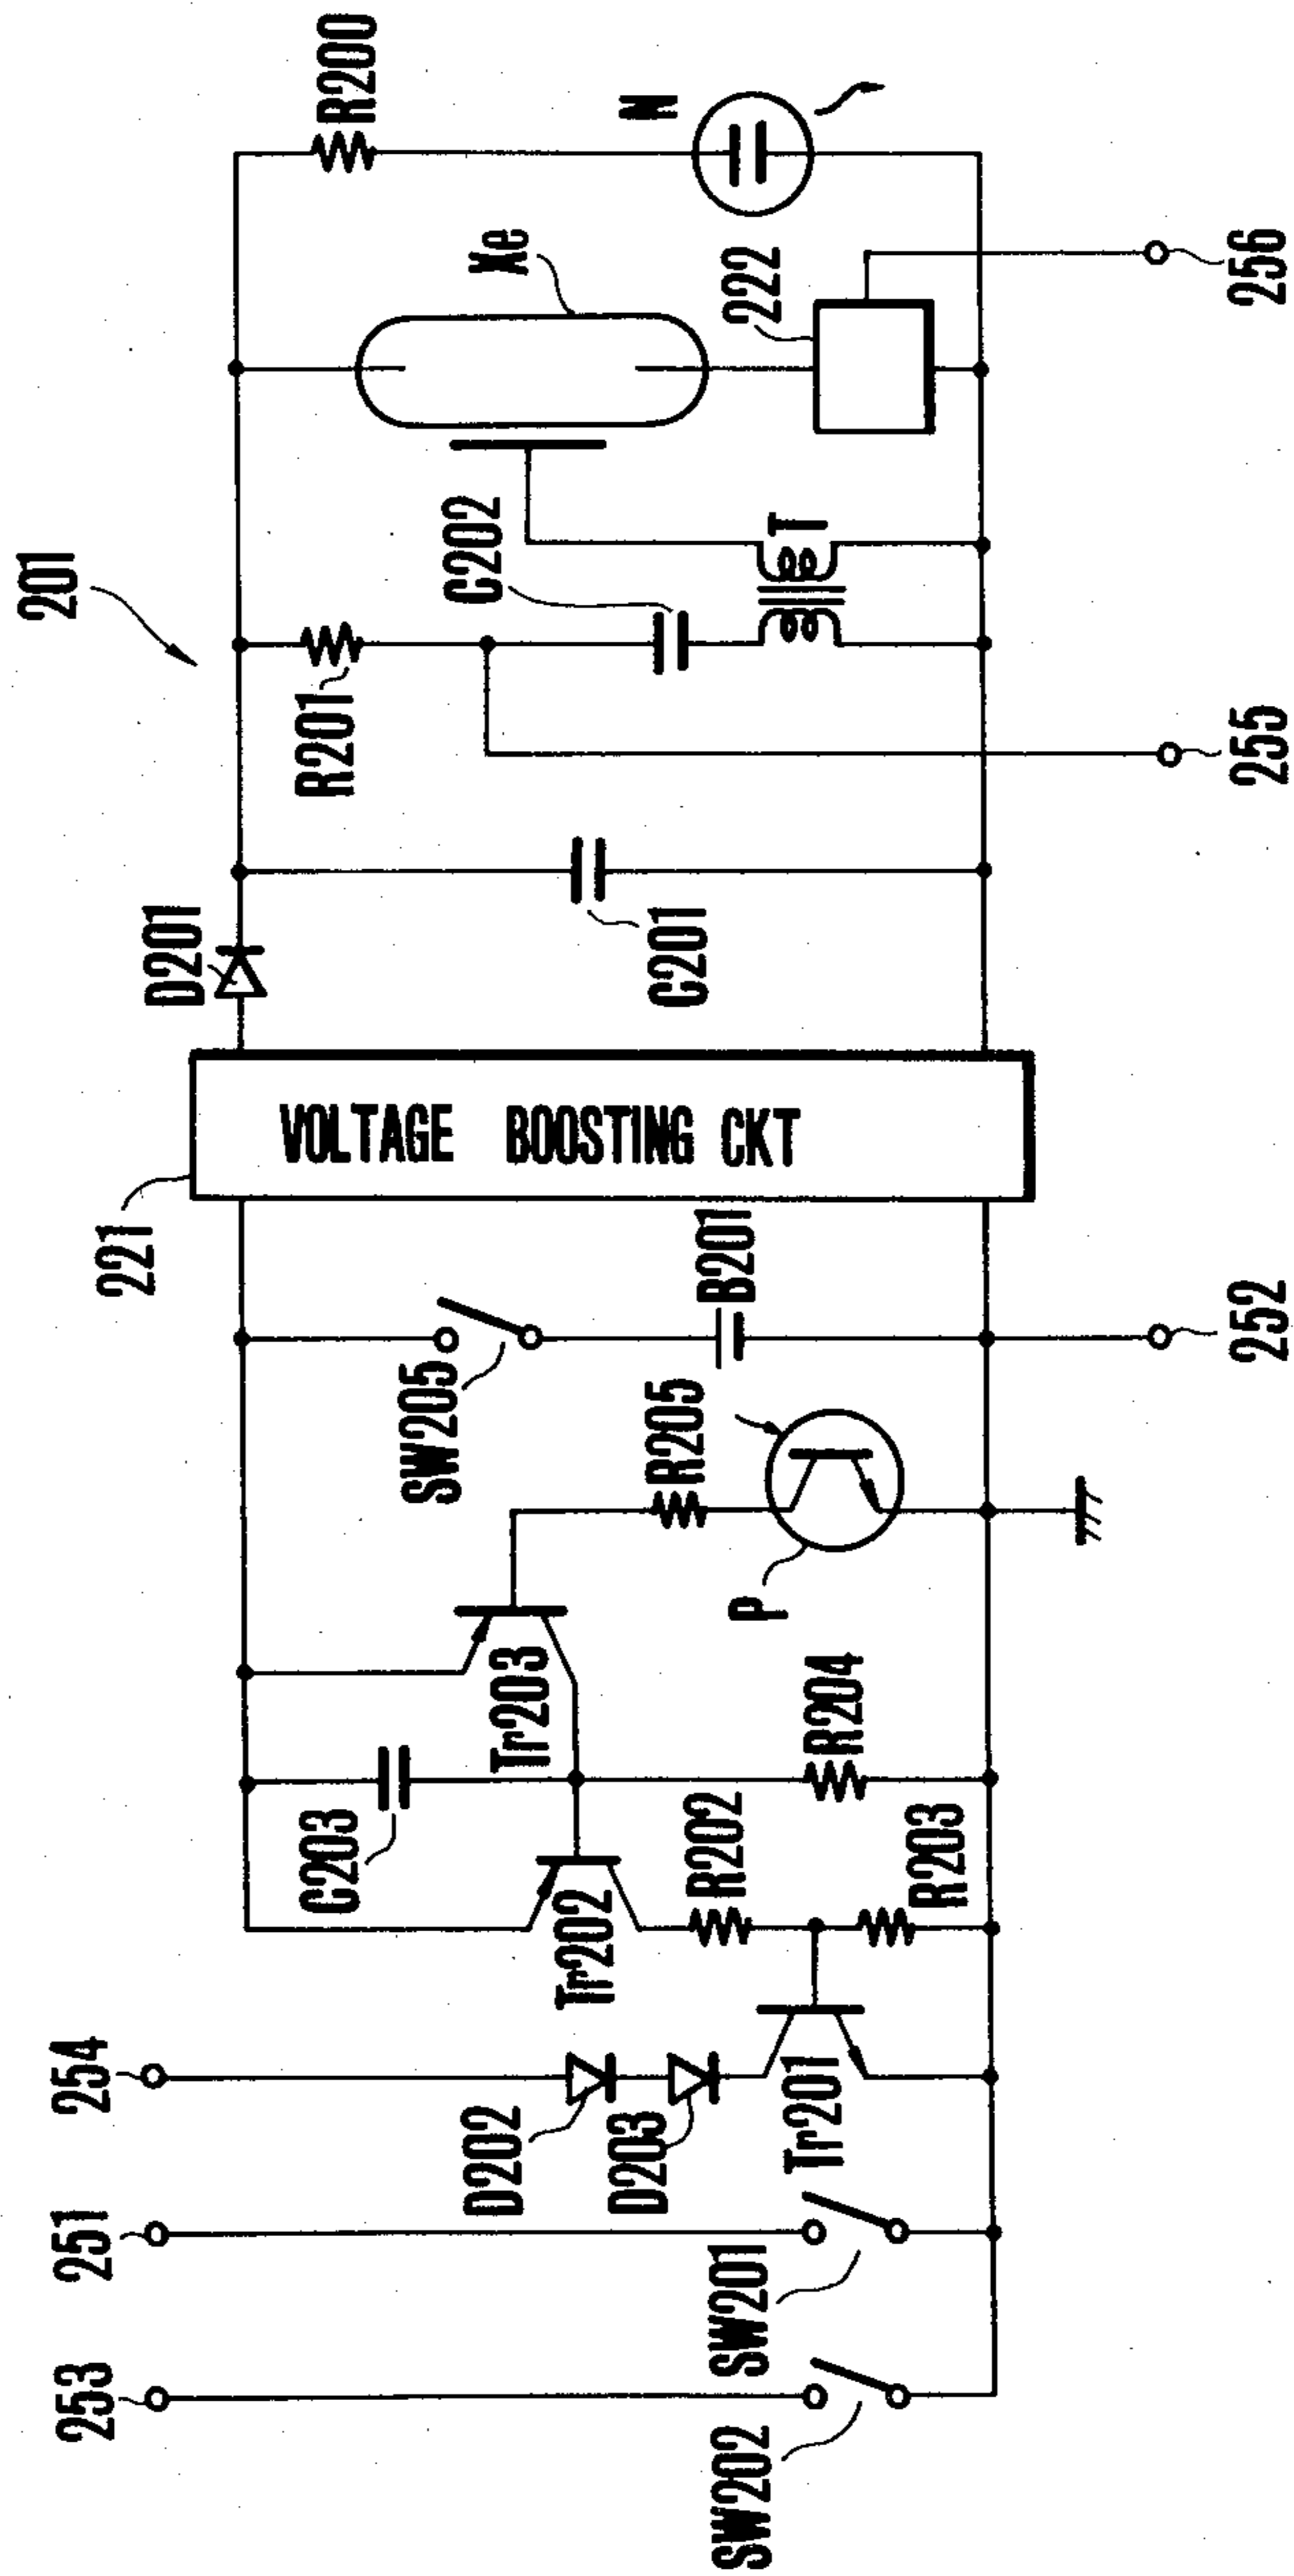 201
R200
N
Xe
222
256
C202
T
R201
255
D201
C201
VOLTAGE BOOSTING CKT
221
SW205
B201
252
R205
P
Tr203
R204
C203
R202
R203
Tr202
254
D202
D203
Tr201
251
SW201
253
SW202